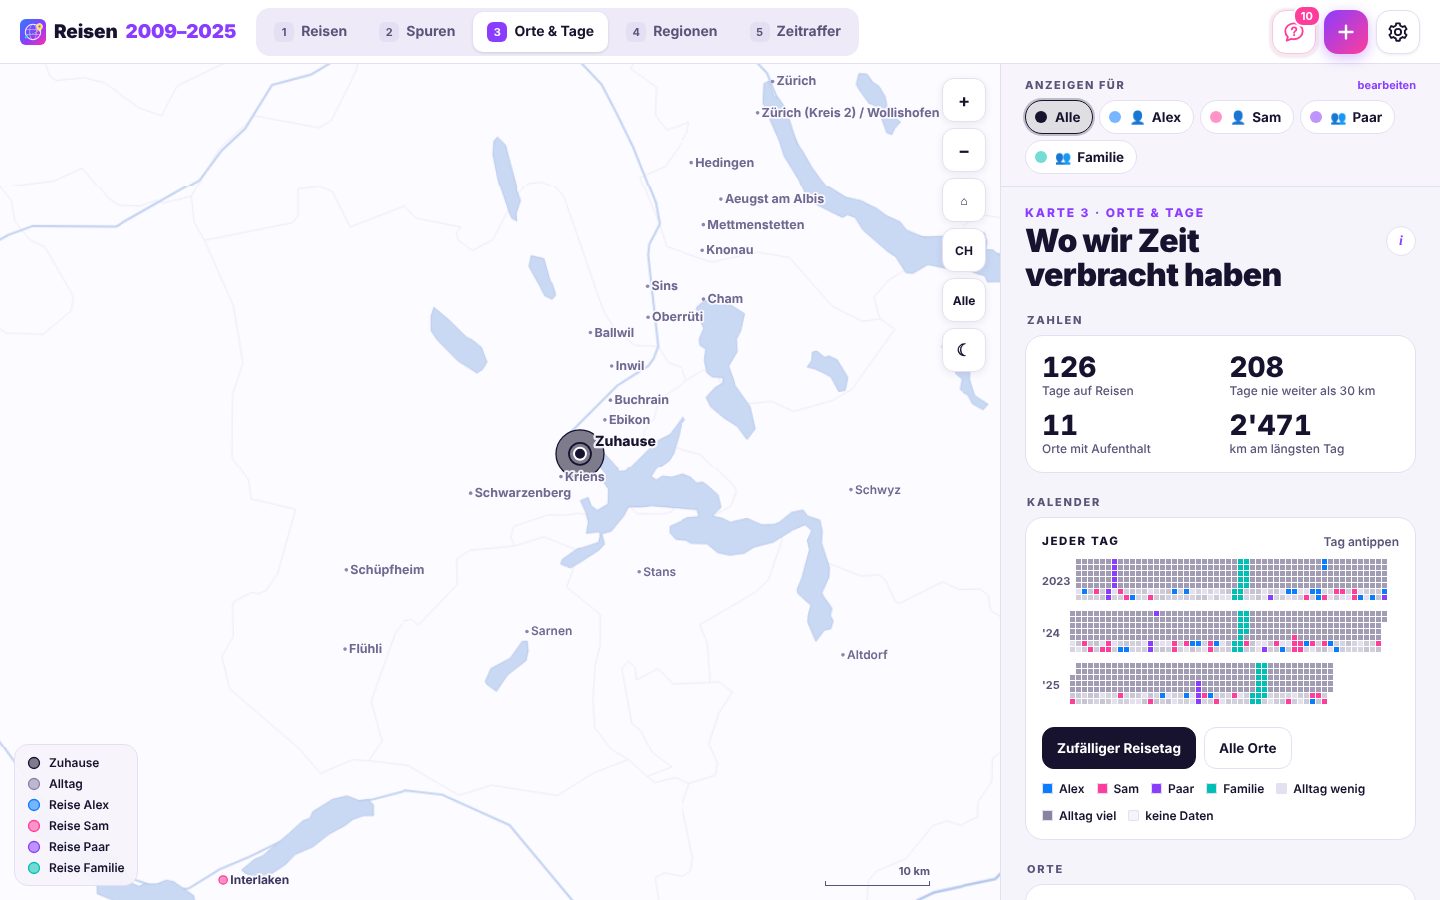 Reisen 2009–2025
1 Reisen
2 Spuren
3 Orte & Tage
4 Regionen
5 Zeitraffer
10
+
Zürich
Zürich (Kreis 2) / Wollishofen
Hedingen
Aeugst am Albis
Mettmenstetten
Knonau
Sins
Cham
Oberrüti
Ballwil
Inwil
Buchrain
Ebikon
Zuhause
Kriens
Schwarzenberg
Schwyz
Schüpfheim
Stans
Sarnen
Flühli
Altdorf
Interlaken
+
−
CH
Alle
Zuhause
Alltag
Reise Alex
Reise Sam
Reise Paar
Reise Familie
10 km
ANZEIGEN FÜR
bearbeiten
Alle
Alex
Sam
Paar
Familie
KARTE 3 · ORTE & TAGE
Wo wir Zeit
verbracht haben
i
ZAHLEN
126
Tage auf Reisen
208
Tage nie weiter als 30 km
11
Orte mit Aufenthalt
2'471
km am längsten Tag
KALENDER
JEDER TAG
Tag antippen
2023
'24
'25
Zufälliger Reisetag
Alle Orte
Alex
Sam
Paar
Familie
Alltag wenig
Alltag viel
keine Daten
ORTE